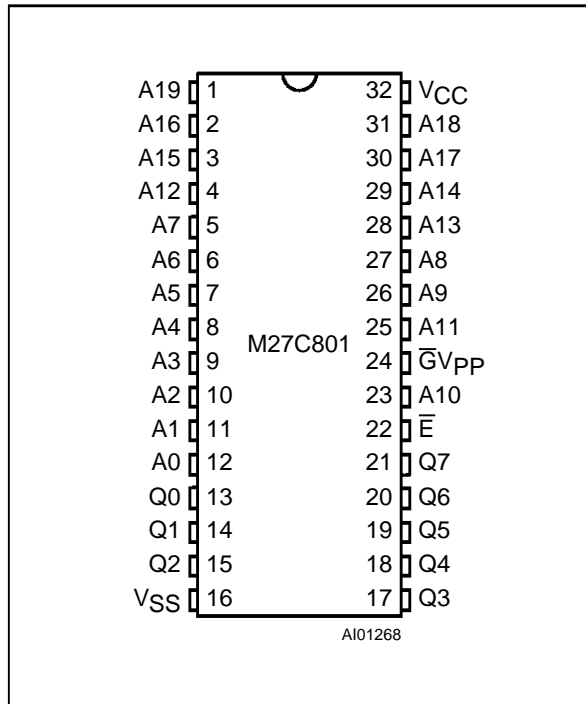 A19 1 32 VCC
A16 2 31 A18
A15 3 30 A17
A12 4 29 A14
A7 5 28 A13
A6 6 27 A8
A5 7 26 A9
A4 8 25 A11
M27C801
A3 9 24 G̅VPP
A2 10 23 A10
A1 11 22 E̅
A0 12 21 Q7
Q0 13 20 Q6
Q1 14 19 Q5
Q2 15 18 Q4
VSS 16 17 Q3
AI01268